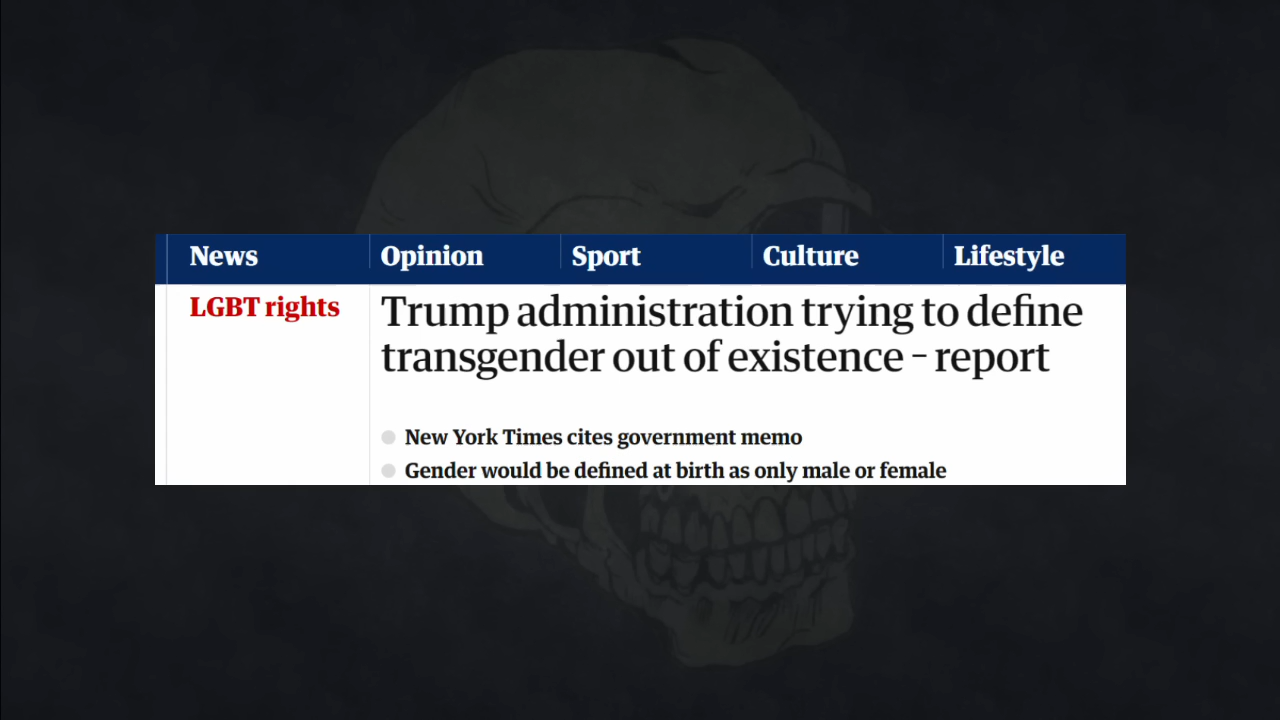 News Opinion Sport Culture Lifestyle
LGBT rights
Trump administration trying to define
transgender out of existence – report
New York Times cites government memo
Gender would be defined at birth as only male or female